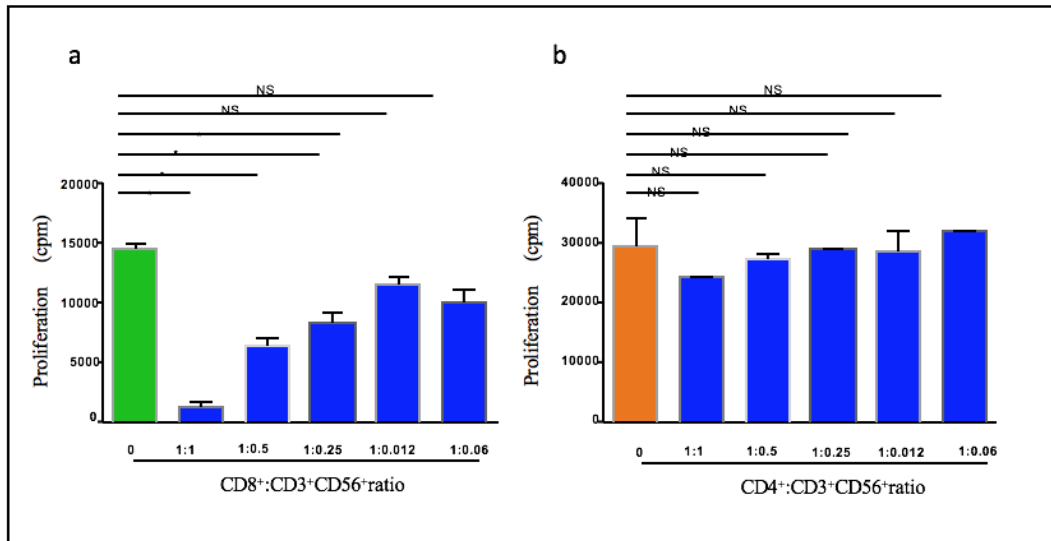 a
NS
NS
*
*
*
*
20000
15000
10000
5000
0
Proliferation (cpm)
0 1:1 1:0.5 1:0.25 1:0.012 1:0.06
CD8⁺:CD3⁺CD56⁺ratio
b
NS
NS
NS
NS
NS
NS
40000
30000
20000
10000
0
Proliferation (cpm)
0 1:1 1:0.5 1:0.25 1:0.012 1:0.06
CD4⁺:CD3⁺CD56⁺ratio